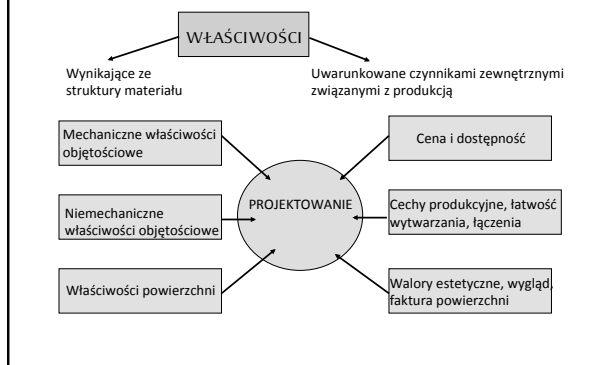 WŁAŚCIWOŚCI
Wynikające ze
struktury materiału
Uwarunkowane czynnikami zewnętrznymi
związanymi z produkcją
Mechaniczne właściwości
objętościowe
Niemechaniczne
właściwości objętościowe
Właściwości powierzchni
PROJEKTOWANIE
Cena i dostępność
Cechy produkcyjne, łatwość
wytwarzania, łączenia
Walory estetyczne, wygląd,
faktura powierzchni